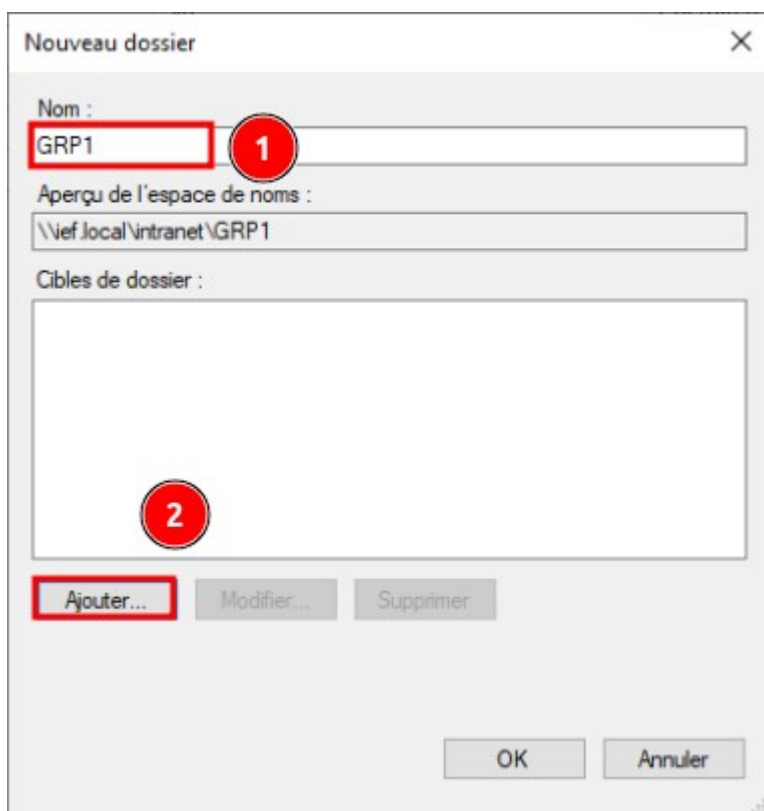 Nouveau dossier
Nom :
GRP1
1
Aperçu de l'espace de noms :
\\ief.local\intranet\GRP1
Cibles de dossier :
2
Ajouter... Modifier... Supprimer
OK Annuler